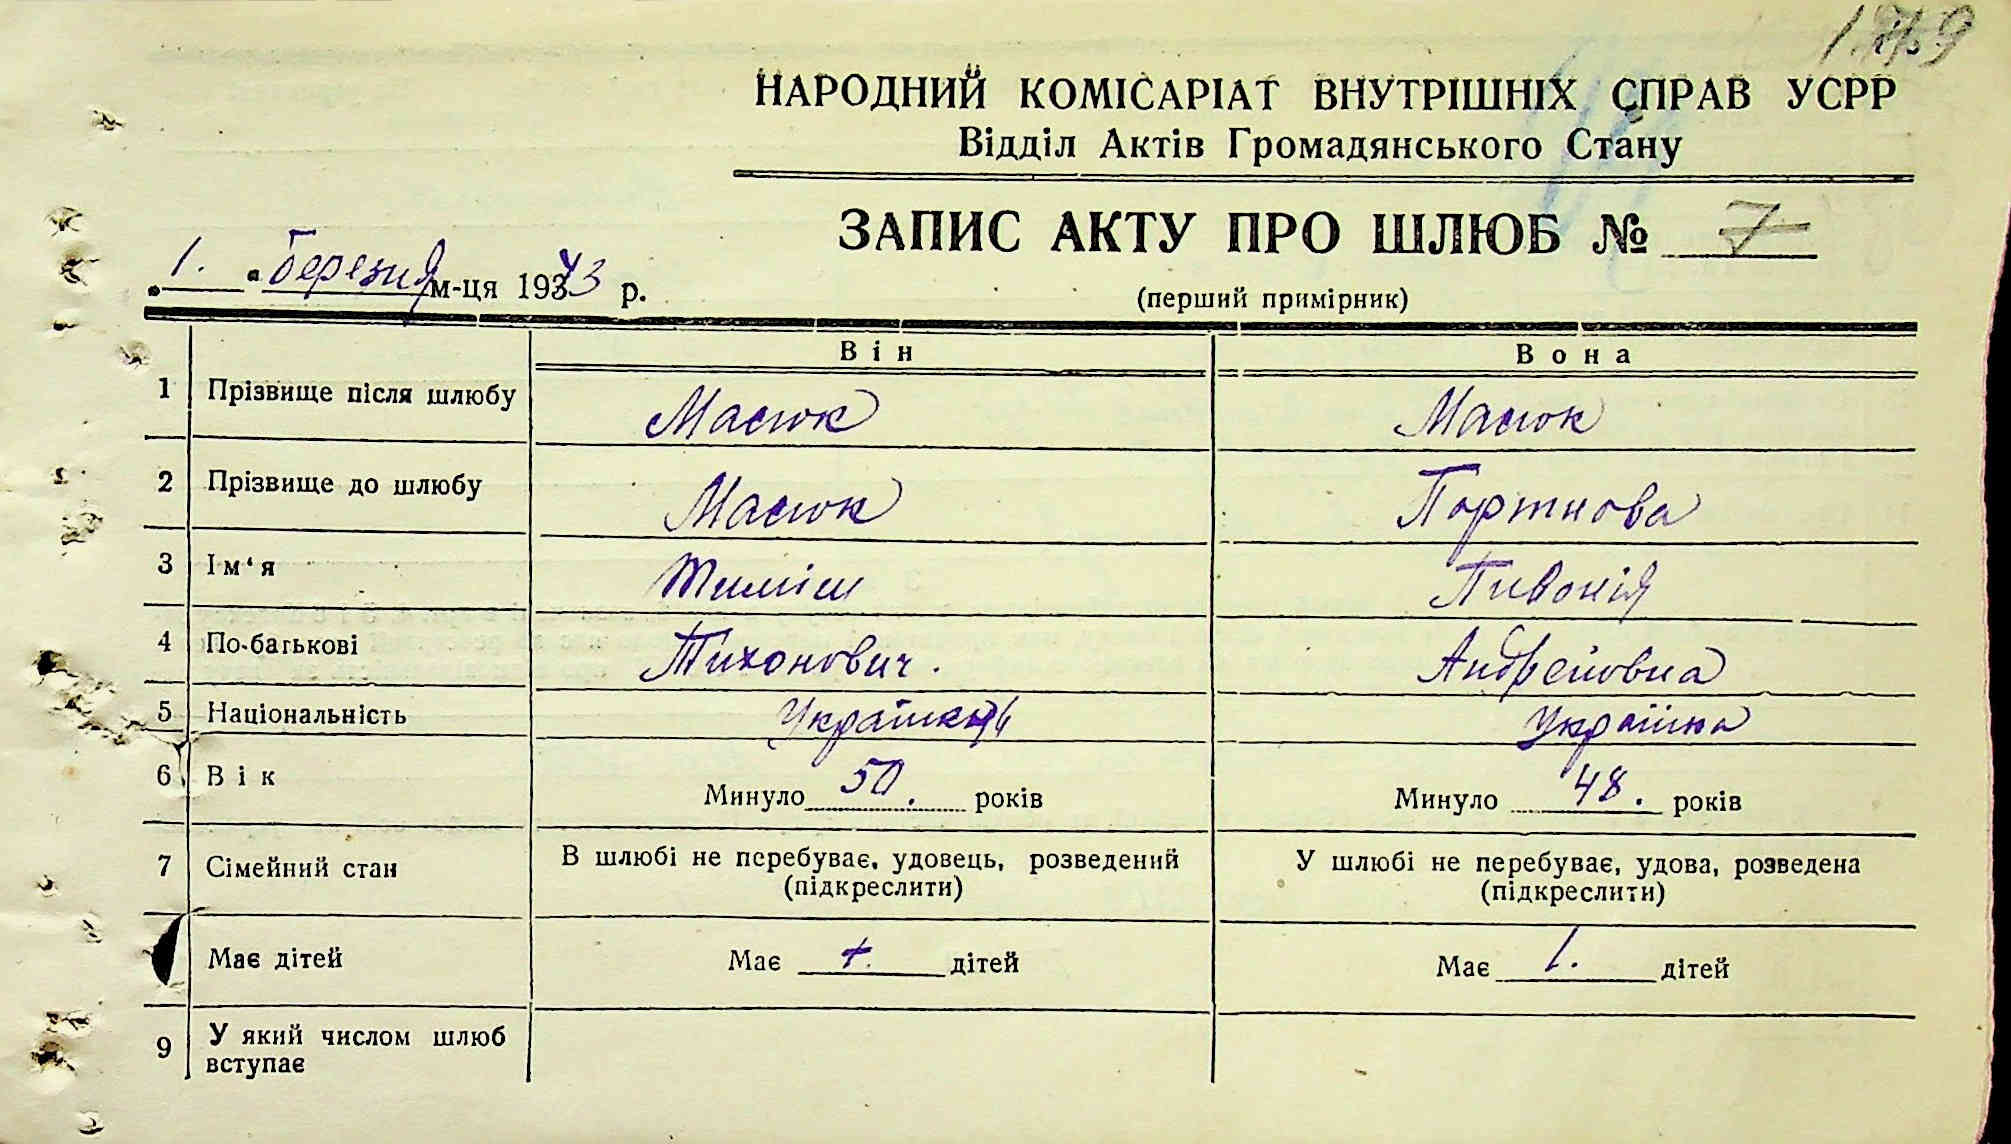 НАРОДНИЙ КОМІСАРІАТ ВНУТРІШНІХ СПРАВ УСРР
Відділ Актів Громадянського Стану
ЗАПИС АКТУ ПРО ШЛЮБ № 7
„1." березня м-ця 1943 р.
(перший примірник)
Він Вона
1 Прізвище після шлюбу Масюк Масюк
2 Прізвище до шлюбу Масюк Портнова
3 Ім‘я Тиміш Пивонія
4 По-батькові Тихонович. Андреівна
5 Національність Українец Українка
6 Вік Минуло 50. років Минуло 48. років
7 Сімейний стан В шлюбі не перебуває, удовець, розведений У шлюбі не перебуває, удова, розведена
(підкреслити) (підкреслити)
Має дітей Має дітей Має 1. дітей
9 У який числом шлюб
вступає